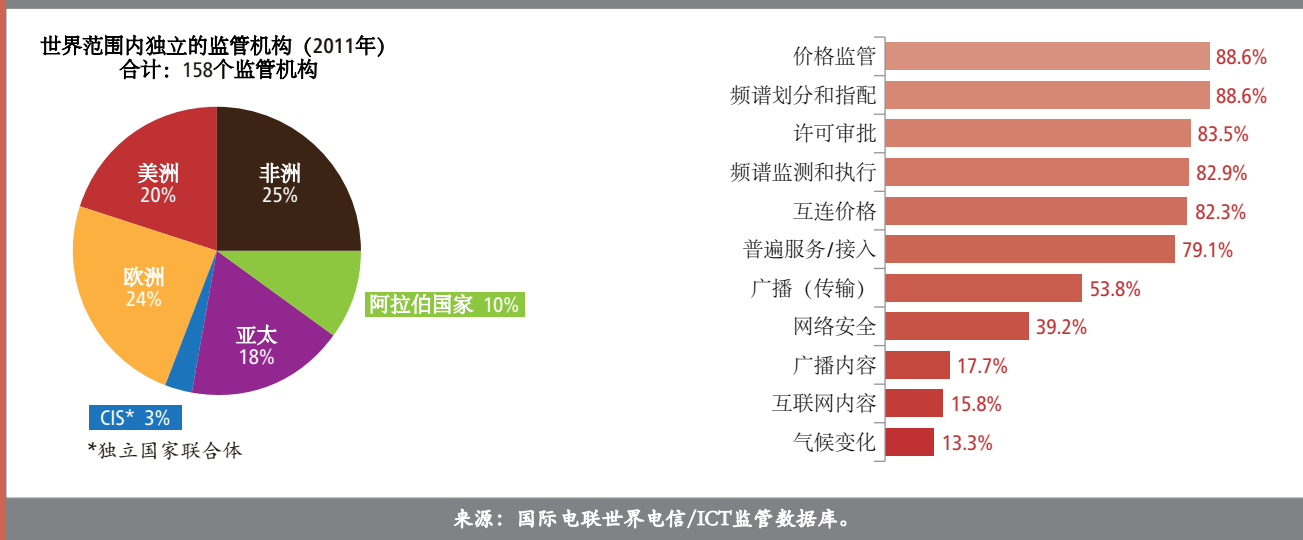 世界范围内独立的监管机构（2011年）
合计：158个监管机构
美洲
20%
非洲
25%
欧洲
24%
阿拉伯国家 10%
亚太
18%
CIS* 3%
*独立国家联合体
价格监管 88.6%
频谱划分和指配 88.6%
许可审批 83.5%
频谱监测和执行 82.9%
互连价格 82.3%
普遍服务/接入 79.1%
广播（传输） 53.8%
网络安全 39.2%
广播内容 17.7%
互联网内容 15.8%
气候变化 13.3%
来源：国际电联世界电信/ICT监管数据库。